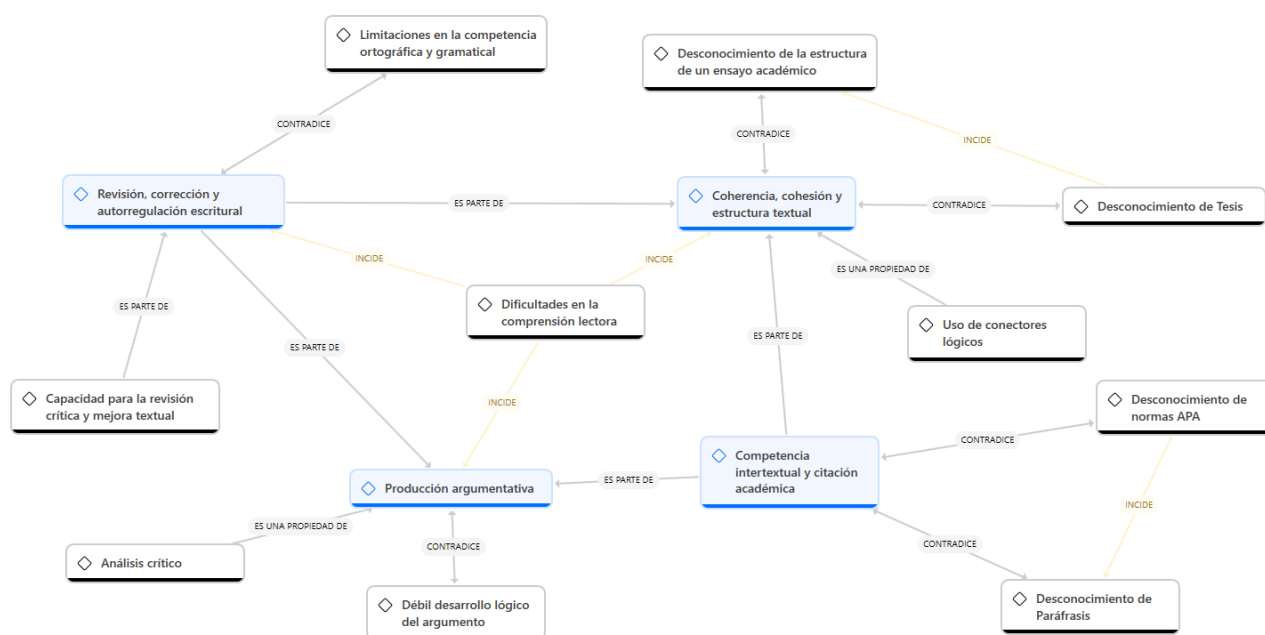 Limitaciones en la competencia
ortográfica y gramatical
Desconocimiento de la estructura
de un ensayo académico
CONTRADICE
CONTRADICE
INCIDE
Revisión, corrección y
autorregulación escritural
ES PARTE DE
Coherencia, cohesión y
estructura textual
CONTRADICE
Desconocimiento de Tesis
INCIDE
INCIDE
ES UNA PROPIEDAD DE
ES PARTE DE
Dificultades en la
comprensión lectora
Uso de conectores
lógicos
ES PARTE DE
ES PARTE DE
Capacidad para la revisión
crítica y mejora textual
INCIDE
Desconocimiento de
normas APA
CONTRADICE
Competencia
intertextual y citación
académica
Producción argumentativa
ES PARTE DE
INCIDE
ES UNA PROPIEDAD DE
CONTRADICE
CONTRADICE
Análisis crítico
Débil desarrollo lógico
del argumento
Desconocimiento de
Paráfrasis